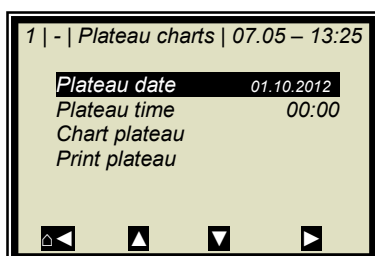 1 | - | Plateau charts | 07.05 – 13:25
Plateau date 01.10.2012
Plateau time 00:00
Chart plateau
Print plateau